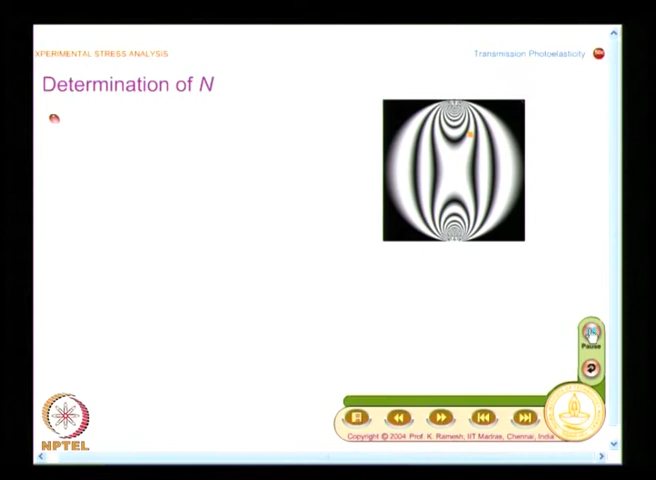 XPERIMENTAL STRESS ANALYSIS
Transmission Photoelasticity
Determination of N
Pause
NPTEL
Copyright © 2004 Prof. K. Ramesh, IIT Madras, Chennai, India